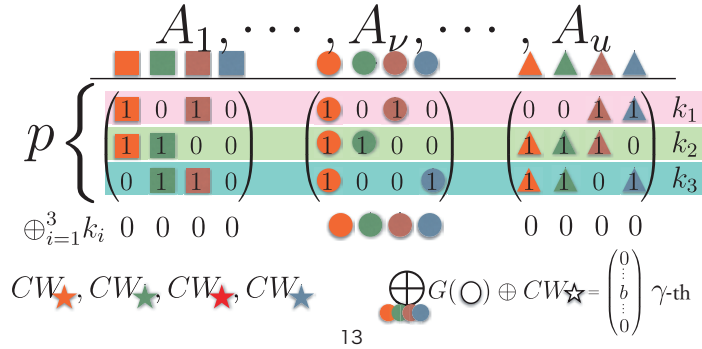 A₁, ⋯ , Aᵥ, ⋯ , Aᵤ
1 0 1 0 1 0 1 0 0 0 1 1 k₁
p { 1 1 0 0 1 1 0 0 1 1 1 0 k₂
0 1 1 0 1 0 0 1 1 1 0 1 k₃
⊕³ᵢ₌₁kᵢ 0 0 0 0 0 0 0 0
CW★, CW★, CW★, CW★ ⊕ G(○) ⊕ CW☆ = (0 ⋮ b ⋮ 0) γ-th
13